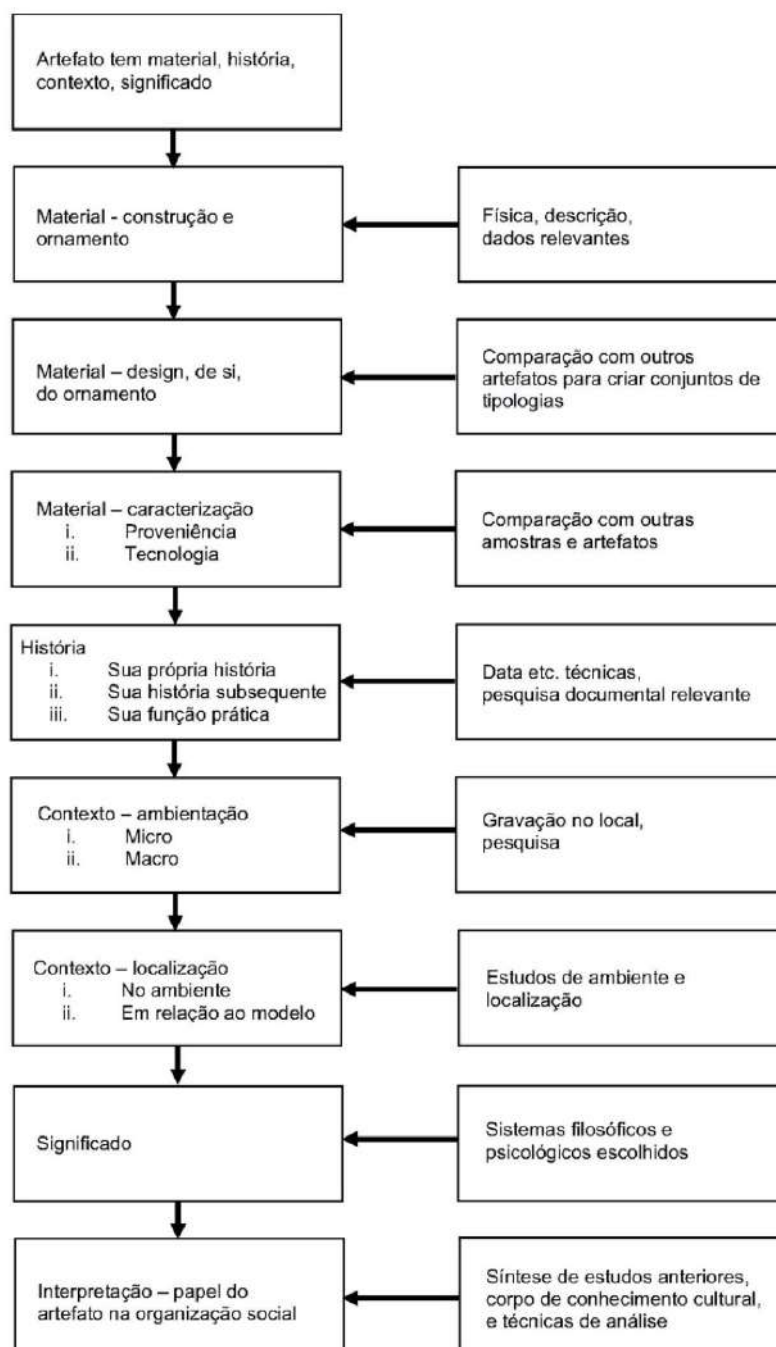 Artefato tem material, história,
contexto, significado
Material - construção e
ornamento
Física, descrição,
dados relevantes
Material – design, de si,
do ornamento
Comparação com outros
artefatos para criar conjuntos de
tipologias
Material – caracterização
i. Proveniência
ii. Tecnologia
Comparação com outras
amostras e artefatos
História
i. Sua própria história
ii. Sua história subsequente
iii. Sua função prática
Data etc. técnicas,
pesquisa documental relevante
Contexto – ambientação
i. Micro
ii. Macro
Gravação no local,
pesquisa
Contexto – localização
i. No ambiente
ii. Em relação ao modelo
Estudos de ambiente e
localização
Significado
Sistemas filosóficos e
psicológicos escolhidos
Interpretação – papel do
artefato na organização social
Síntese de estudos anteriores,
corpo de conhecimento cultural,
e técnicas de análise